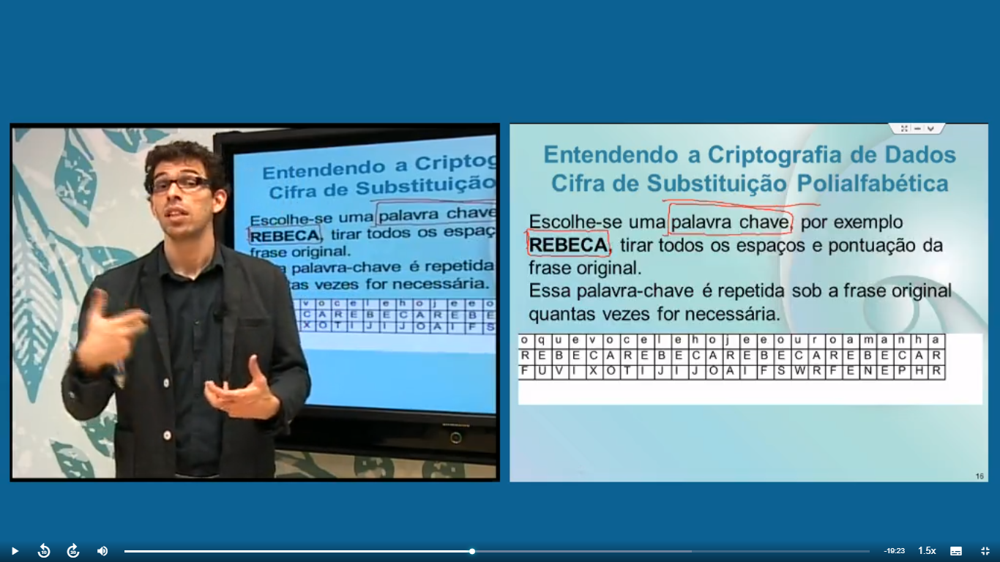 Entendendo a Criptog
Cifra de Substituição
Escolhe-se uma palavra chave
REBECA, tirar todos os espaç
frase original.
a palavra-chave é repetida
tas vezes for necessária.
v o c e l e h o j e e o
C A R E B E C A R E B E
X O T I J I J O A I F S
Entendendo a Criptografia de Dados
Cifra de Substituição Polialfabética
Escolhe-se uma palavra chave, por exemplo
REBECA, tirar todos os espaços e pontuação da
frase original.
Essa palavra-chave é repetida sob a frase original
quantas vezes for necessária.
o q u e v o c e l e h o j e e o u r o a m a n h a
R E B E C A R E B E C A R E B E C A R E B E C A R
F U V I X O T I J I J O A I F S W R F E N E P H R
16
10
30
-19:23
1.5x